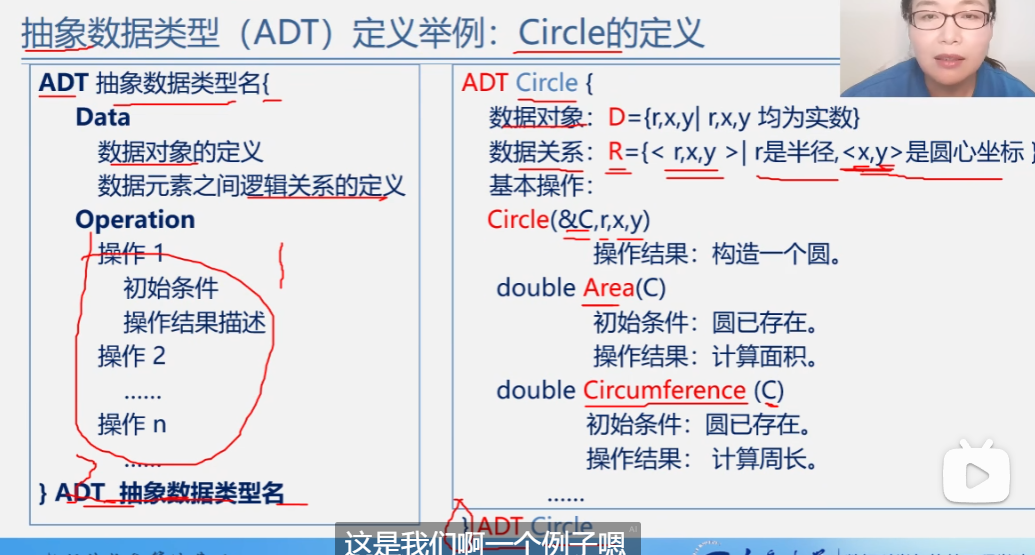 抽象数据类型（ADT）定义举例：Circle的定义
ADT 抽象数据类型名{
Data
数据对象的定义
数据元素之间逻辑关系的定义
Operation
操作 1
初始条件
操作结果描述
操作 2
……
操作 n
……
} ADT 抽象数据类型名
ADT Circle {
数据对象：D={r,x,y| r,x,y 均为实数}
数据关系：R={< r,x,y >| r是半径,<x,y>是圆心坐标 }
基本操作：
Circle(&C,r,x,y)
操作结果：构造一个圆。
double Area(C)
初始条件：圆已存在。
操作结果：计算面积。
double Circumference (C)
初始条件：圆已存在。
操作结果： 计算周长。
……
} ADT Circle
AI
这是我们啊一个例子嗯